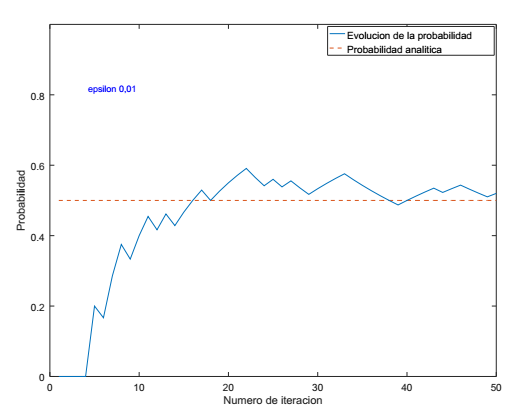 Evolucion de la probabilidad
Probabilidad analitica
epsilon 0,01
Probabilidad
0.8
0.6
0.4
0.2
0
0 10 20 30 40 50
Numero de iteracion